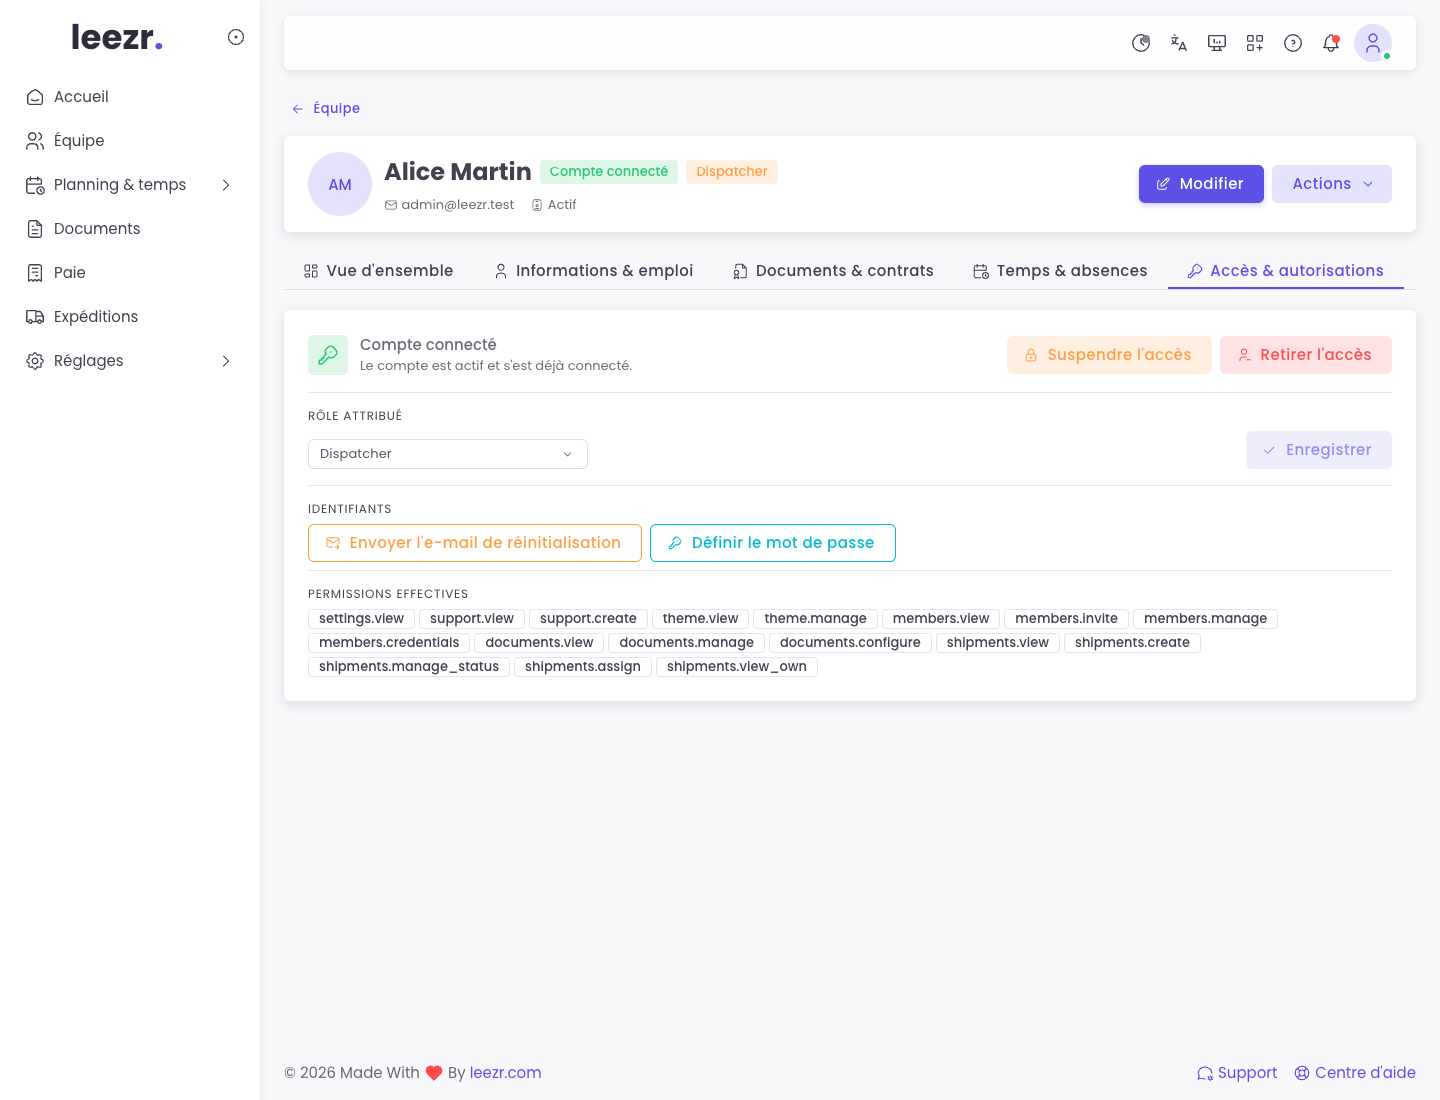 leezr.
Accueil
Équipe
Planning & temps
Documents
Paie
Expéditions
Réglages
Équipe
AM
Alice Martin
Compte connecté
Dispatcher
admin@leezr.test
Actif
Modifier
Actions
Vue d'ensemble
Informations & emploi
Documents & contrats
Temps & absences
Accès & autorisations
Compte connecté
Le compte est actif et s'est déjà connecté.
Suspendre l'accès
Retirer l'accès
RÔLE ATTRIBUÉ
Dispatcher
Enregistrer
IDENTIFIANTS
Envoyer l'e-mail de réinitialisation
Définir le mot de passe
PERMISSIONS EFFECTIVES
settings.view support.view support.create theme.view theme.manage members.view members.invite members.manage
members.credentials documents.view documents.manage documents.configure shipments.view shipments.create
shipments.manage_status shipments.assign shipments.view_own
© 2026 Made With By leezr.com
Support
Centre d'aide